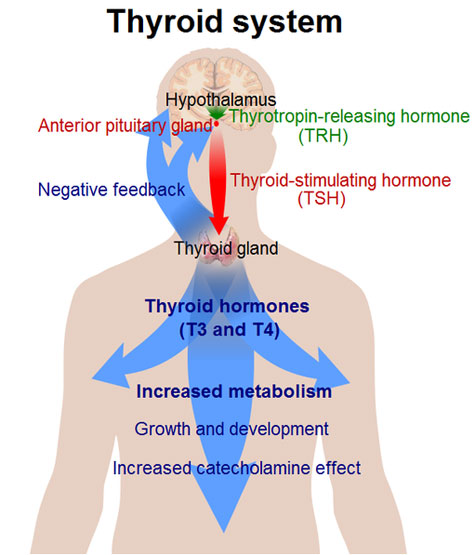 Thyroid system
Hypothalamus
Thyrotropin-releasing hormone
(TRH)
Anterior pituitary gland
Negative feedback
Thyroid-stimulating hormone
(TSH)
Thyroid gland
Thyroid hormones
(T3 and T4)
Increased metabolism
Growth and development
Increased catecholamine effect